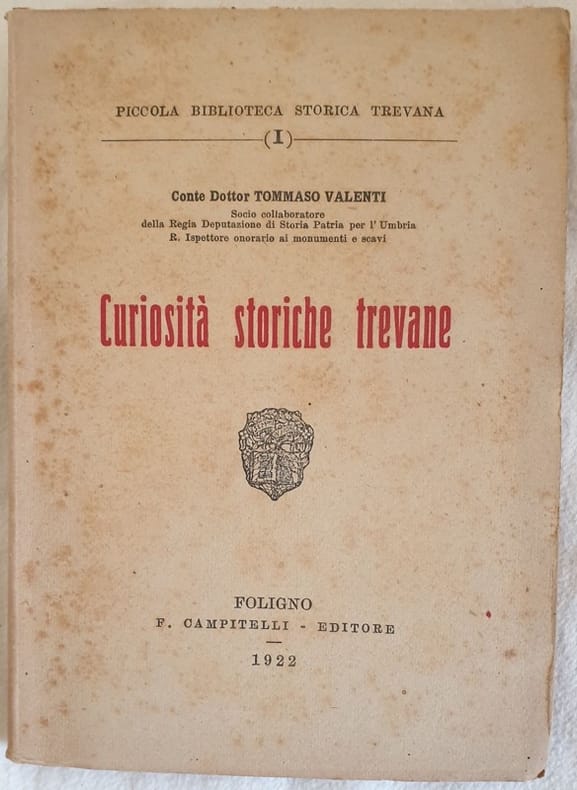 PICCOLA BIBLIOTECA STORICA TREVANA
(I)
Conte Dottor TOMMASO VALENTI
Socio collaboratore
della Regia Deputazione di Storia Patria per l' Umbria
R. Ispettore onorario ai monumenti e scavi
Curiosità storiche trevane
FOLIGNO
F. CAMPITELLI - EDITORE
1922